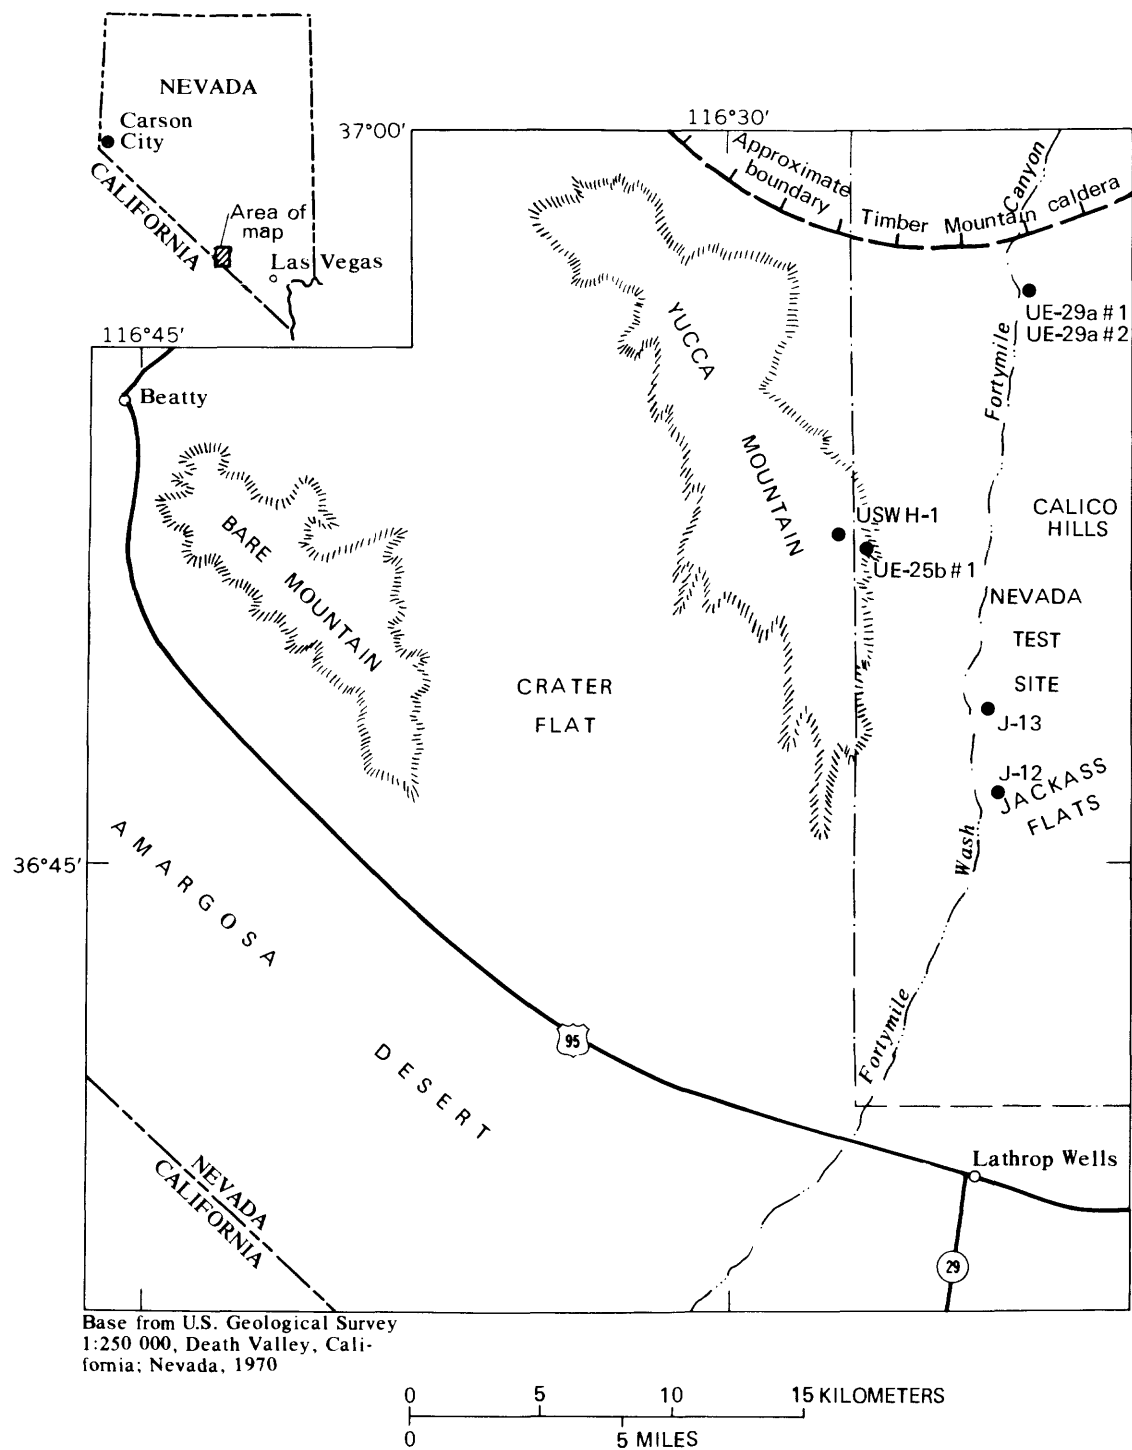 NEVADA
Carson
City
CALIFORNIA
Area of
map
Las Vegas
37°00'
116°30'
116°45'
Approximate
boundary
Timber Mountain caldera
Canyon
UE-29a#1
UE-29a#2
Fortymile
YUCCA
MOUNTAIN
Beatty
BARE MOUNTAIN
USW H-1
UE-25b#1
CALICO
HILLS
NEVADA
TEST
SITE
CRATER
FLAT
J-13
J-12
JACKASS
FLATS
Wash
36°45'
AMARGOSA
DESERT
Fortymile
95
Lathrop Wells
NEVADA
CALIFORNIA
29
Base from U.S. Geological Survey
1:250 000, Death Valley, Cali-
fornia; Nevada, 1970
0 5 10 15 KILOMETERS
0 5 MILES